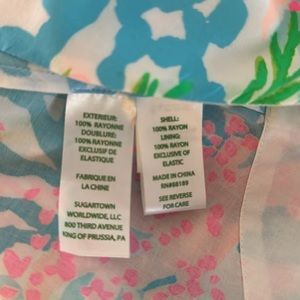 EXTERIEUR:
100% RAYONNE
DOUBLURE:
100% RAYONNE
EXCLUSIF DE
ELASTIQUE
FABRIQUE EN
LA CHINE
SUGARTOWN
WORLDWIDE, LLC
800 THIRD AVENUE
KING OF PRUSSIA, PA
SHELL:
100% RAYON
LINING:
100% RAYON
EXCLUSIVE OF
ELASTIC
MADE IN CHINA
RN#88189
SEE REVERSE
FOR CARE